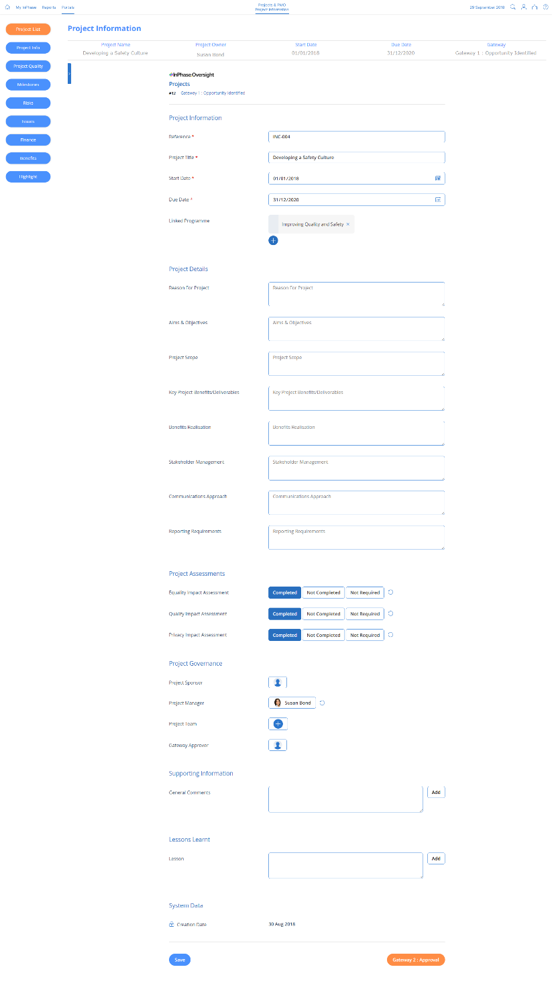 My InPhase Reports Portals
Projects & PMO
Project Information
29 September 2018
Project List
Project Info
Project Quality
Milestones
Risks
Issues
Finance
Benefits
Highlight
Project Information
Project Name Project Owner Start Date Due Date Gateway
Developing a Safety Culture Susan Bond 01/01/2018 31/12/2020 Gateway 1 : Opportunity Identified
InPhase Oversight
Projects
#12 Gateway 1 : Opportunity Identified
Project Information
Reference * INC-004
Project Title * Developing a Safety Culture
Start Date * 01/01/2018
Due Date * 31/12/2020
Linked Programme Improving Quality and Safety ×
Project Details
Reason For Project Reason For Project
Aims & Objectives Aims & Objectives
Project Scope Project Scope
Key Project Benefits/Deliverables Key Project Benefits/Deliverables
Benefits Realisation Benefits Realisation
Stakeholder Management Stakeholder Management
Communications Approach Communications Approach
Reporting Requirements Reporting Requirements
Project Assessments
Equality Impact Assessment Completed Not Completed Not Required
Quality Impact Assessment Completed Not Completed Not Required
Privacy Impact Assessment Completed Not Completed Not Required
Project Governance
Project Sponsor
Project Manager Susan Bond
Project Team
Gateway Approver
Supporting Information
General Comments Add
Lessons Learnt
Lesson Add
System Data
Creation Date 30 Aug 2018
Save Gateway 2 : Approval